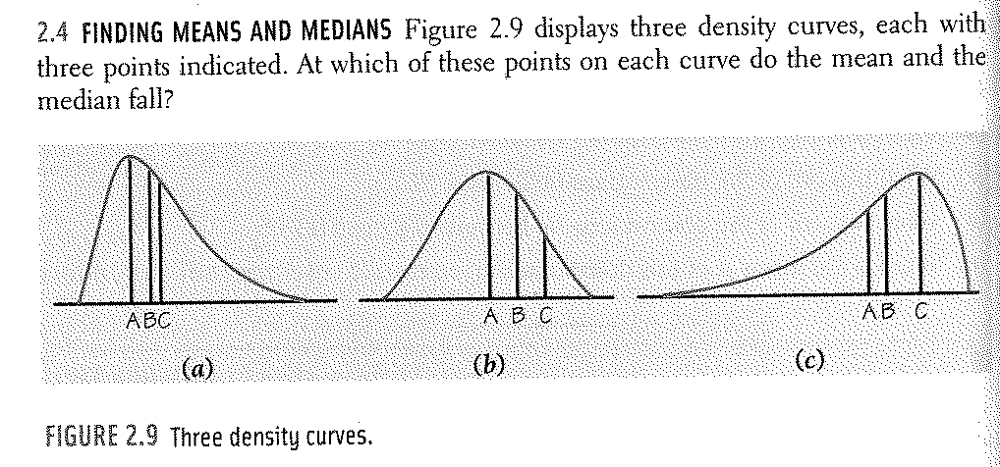 2.4 FINDING MEANS AND MEDIANS Figure 2.9 displays three density curves, each with
three points indicated. At which of these points on each curve do the mean and the
median fall?
A B C
A B C
A B C
(a)
(b)
(c)
FIGURE 2.9 Three density curves.